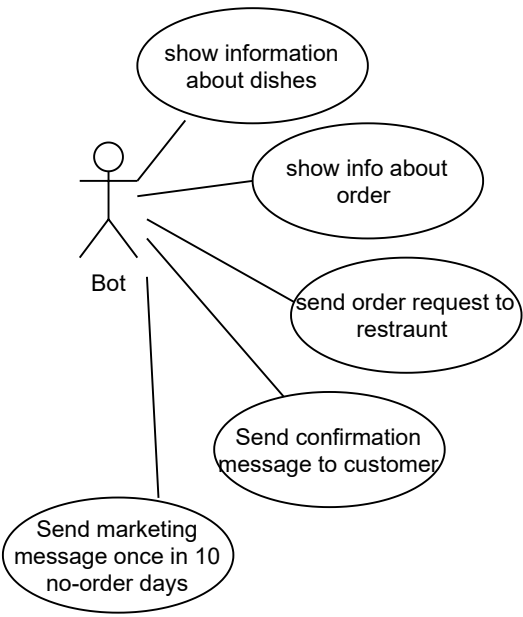 show information
about dishes
show info about
order
Bot
send order request to
restraunt
Send confirmation
message to customer
Send marketing
message once in 10
no-order days